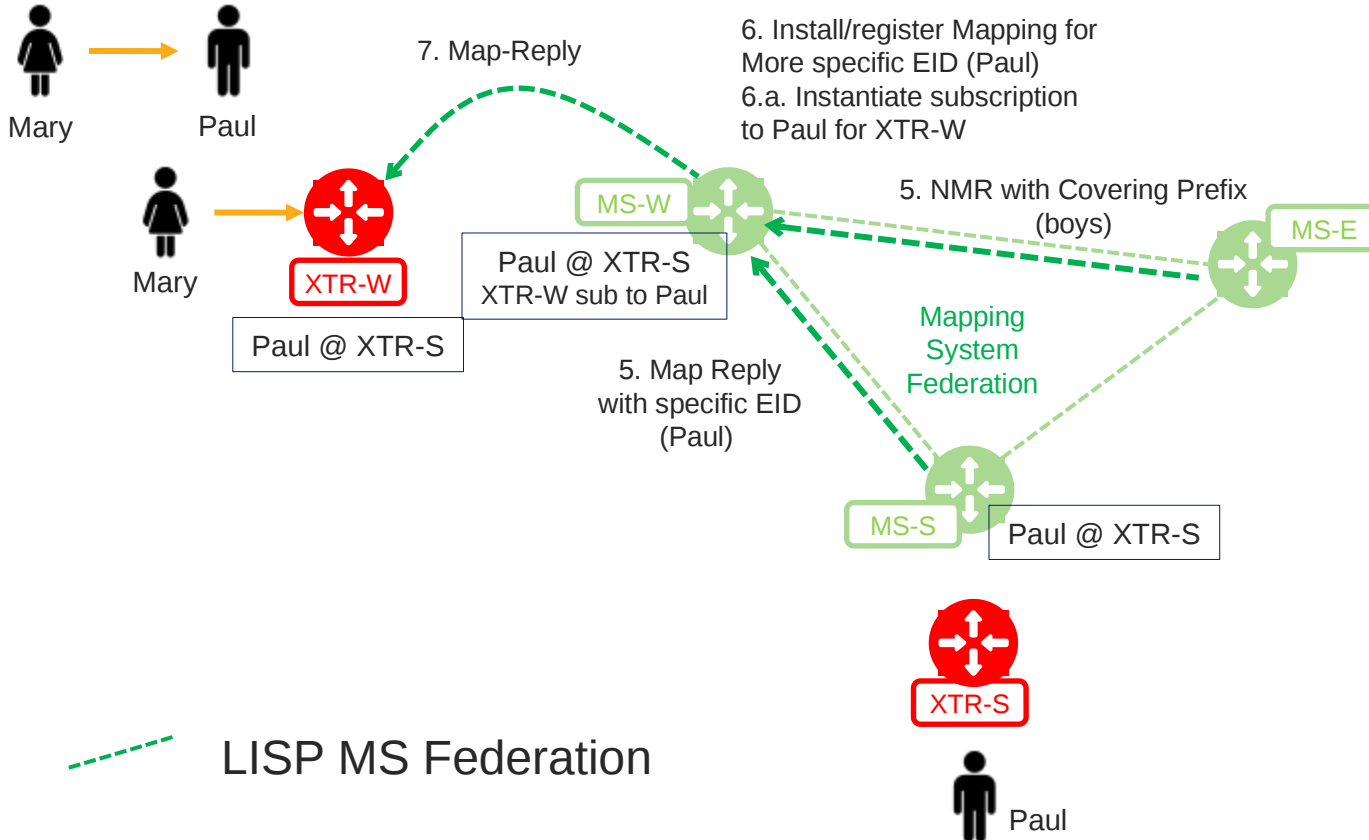 Mary
Paul
7. Map-Reply
6. Install/register Mapping for
More specific EID (Paul)
6.a. Instantiate subscription
to Paul for XTR-W
Mary
XTR-W
Paul @ XTR-S
MS-W
Paul @ XTR-S
XTR-W sub to Paul
5. NMR with Covering Prefix
(boys)
MS-E
Mapping
System
Federation
5. Map Reply
with specific EID
(Paul)
MS-S
Paul @ XTR-S
XTR-S
LISP MS Federation
Paul